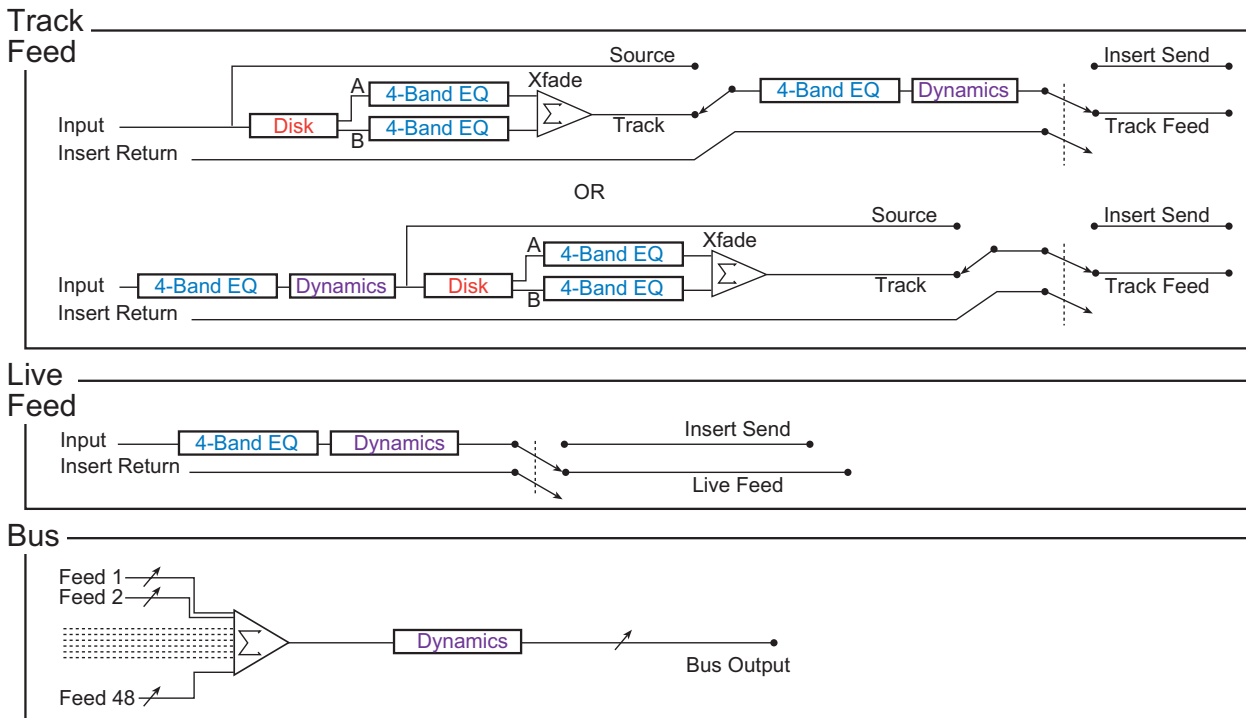 Track
Feed
Source
Insert Send
A
4-Band EQ
Xfade
4-Band EQ
Dynamics
Input
Disk
Σ
B
4-Band EQ
Track
Track Feed
Insert Return
OR
Source
Insert Send
A
4-Band EQ
Xfade
Input
4-Band EQ
Dynamics
Disk
Σ
B
4-Band EQ
Track
Track Feed
Insert Return
Live
Feed
Input
4-Band EQ
Dynamics
Insert Send
Insert Return
Live Feed
Bus
Feed 1
Feed 2
Σ
Dynamics
Bus Output
Feed 48